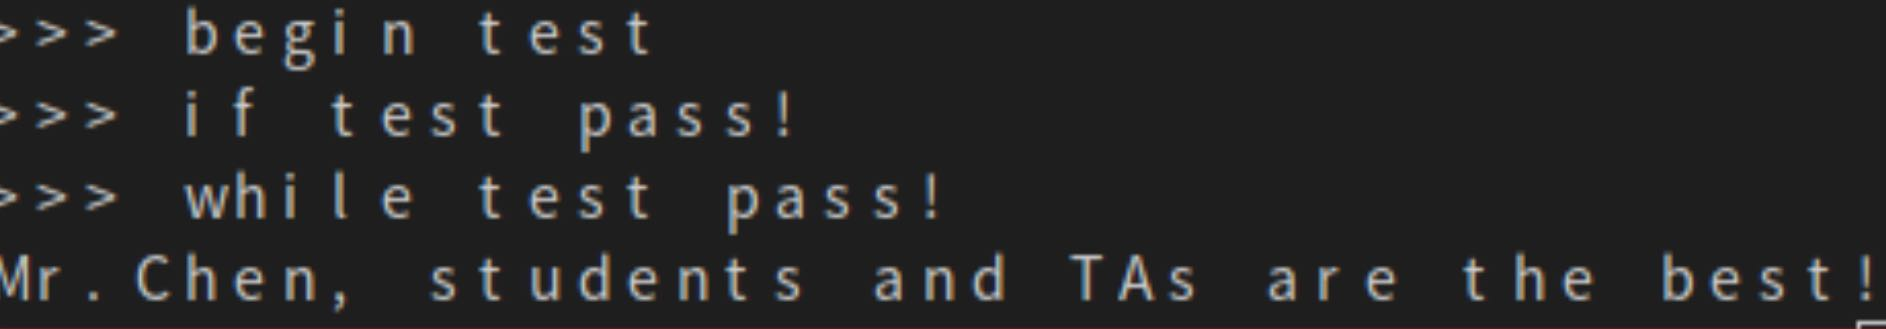 >>> begin test
>>> if test pass!
>>> while test pass!
Mr.Chen, students and TAs are the best!